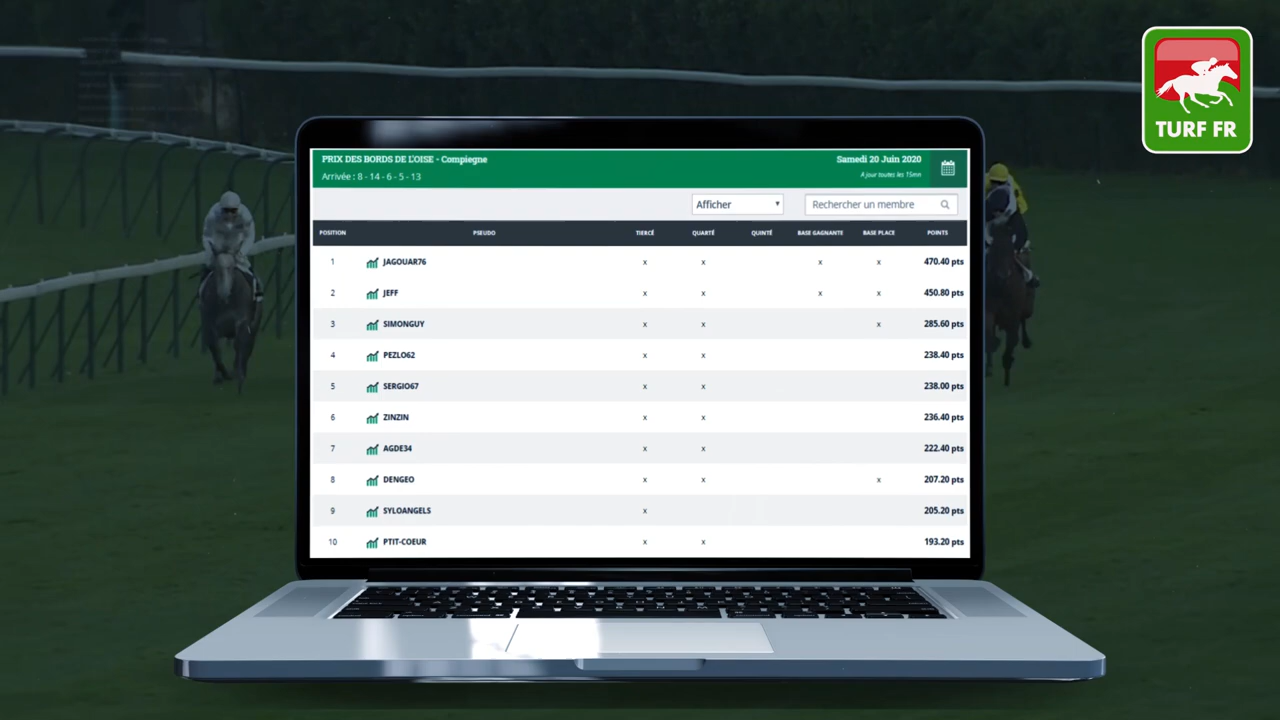 TURF FR
PRIX DES BORDS DE L'OISE - Compiegne
Samedi 20 Juin 2020
Arrivée : 8 - 14 - 6 - 5 - 13
A jour toutes les 15mn
Afficher
Rechercher un membre
POSITION PSEUDO TIERCÉ QUARTÉ QUINTÉ BASE GAGNANTE BASE PLACE POINTS
1 JAGOUAR76 x x x x 470.40 pts
2 JEFF x x x x 450.80 pts
3 SIMONGUY x x x 285.60 pts
4 PEZLO62 x x 238.40 pts
5 SERGIO67 x x 238.00 pts
6 ZINZIN x x 236.40 pts
7 AGDE34 x x 222.40 pts
8 DENGEO x x x 207.20 pts
9 SYLOANGELS x 205.20 pts
10 PTIT-COEUR x x 193.20 pts